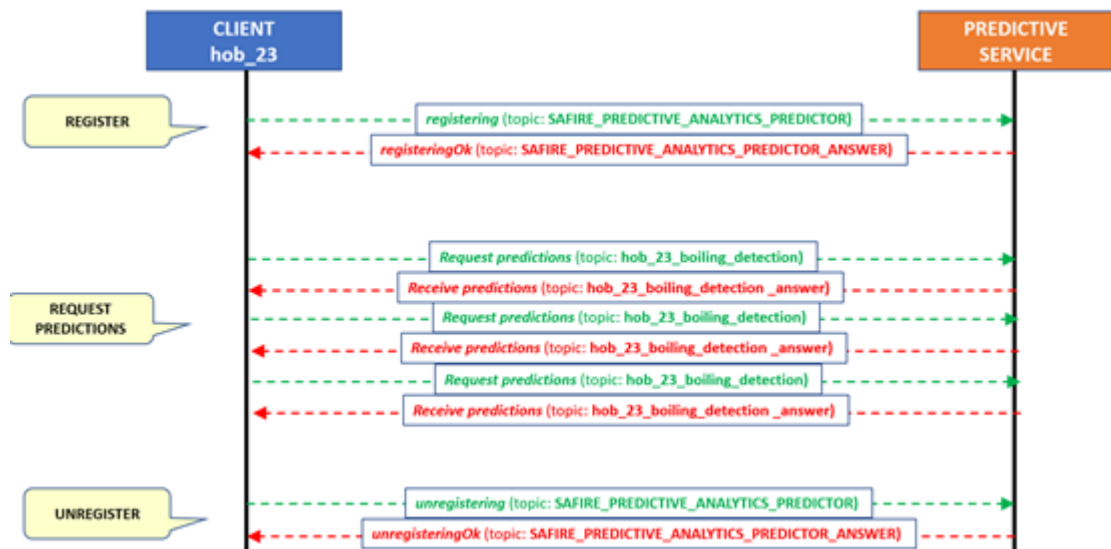 CLIENT
hob_23
PREDICTIVE
SERVICE
REGISTER
registering (topic: SAFIRE_PREDICTIVE_ANALYTICS_PREDICTOR)
registeringOk (topic: SAFIRE_PREDICTIVE_ANALYTICS_PREDICTOR_ANSWER)
REQUEST
PREDICTIONS
Request predictions (topic: hob_23_boiling_detection)
Receive predictions (topic: hob_23_boiling_detection _answer)
Request predictions (topic: hob_23_boiling_detection)
Receive predictions (topic: hob_23_boiling_detection _answer)
Request predictions (topic: hob_23_boiling_detection)
Receive predictions (topic: hob_23_boiling_detection _answer)
UNREGISTER
unregistering (topic: SAFIRE_PREDICTIVE_ANALYTICS_PREDICTOR)
unregisteringOk (topic: SAFIRE_PREDICTIVE_ANALYTICS_PREDICTOR_ANSWER)